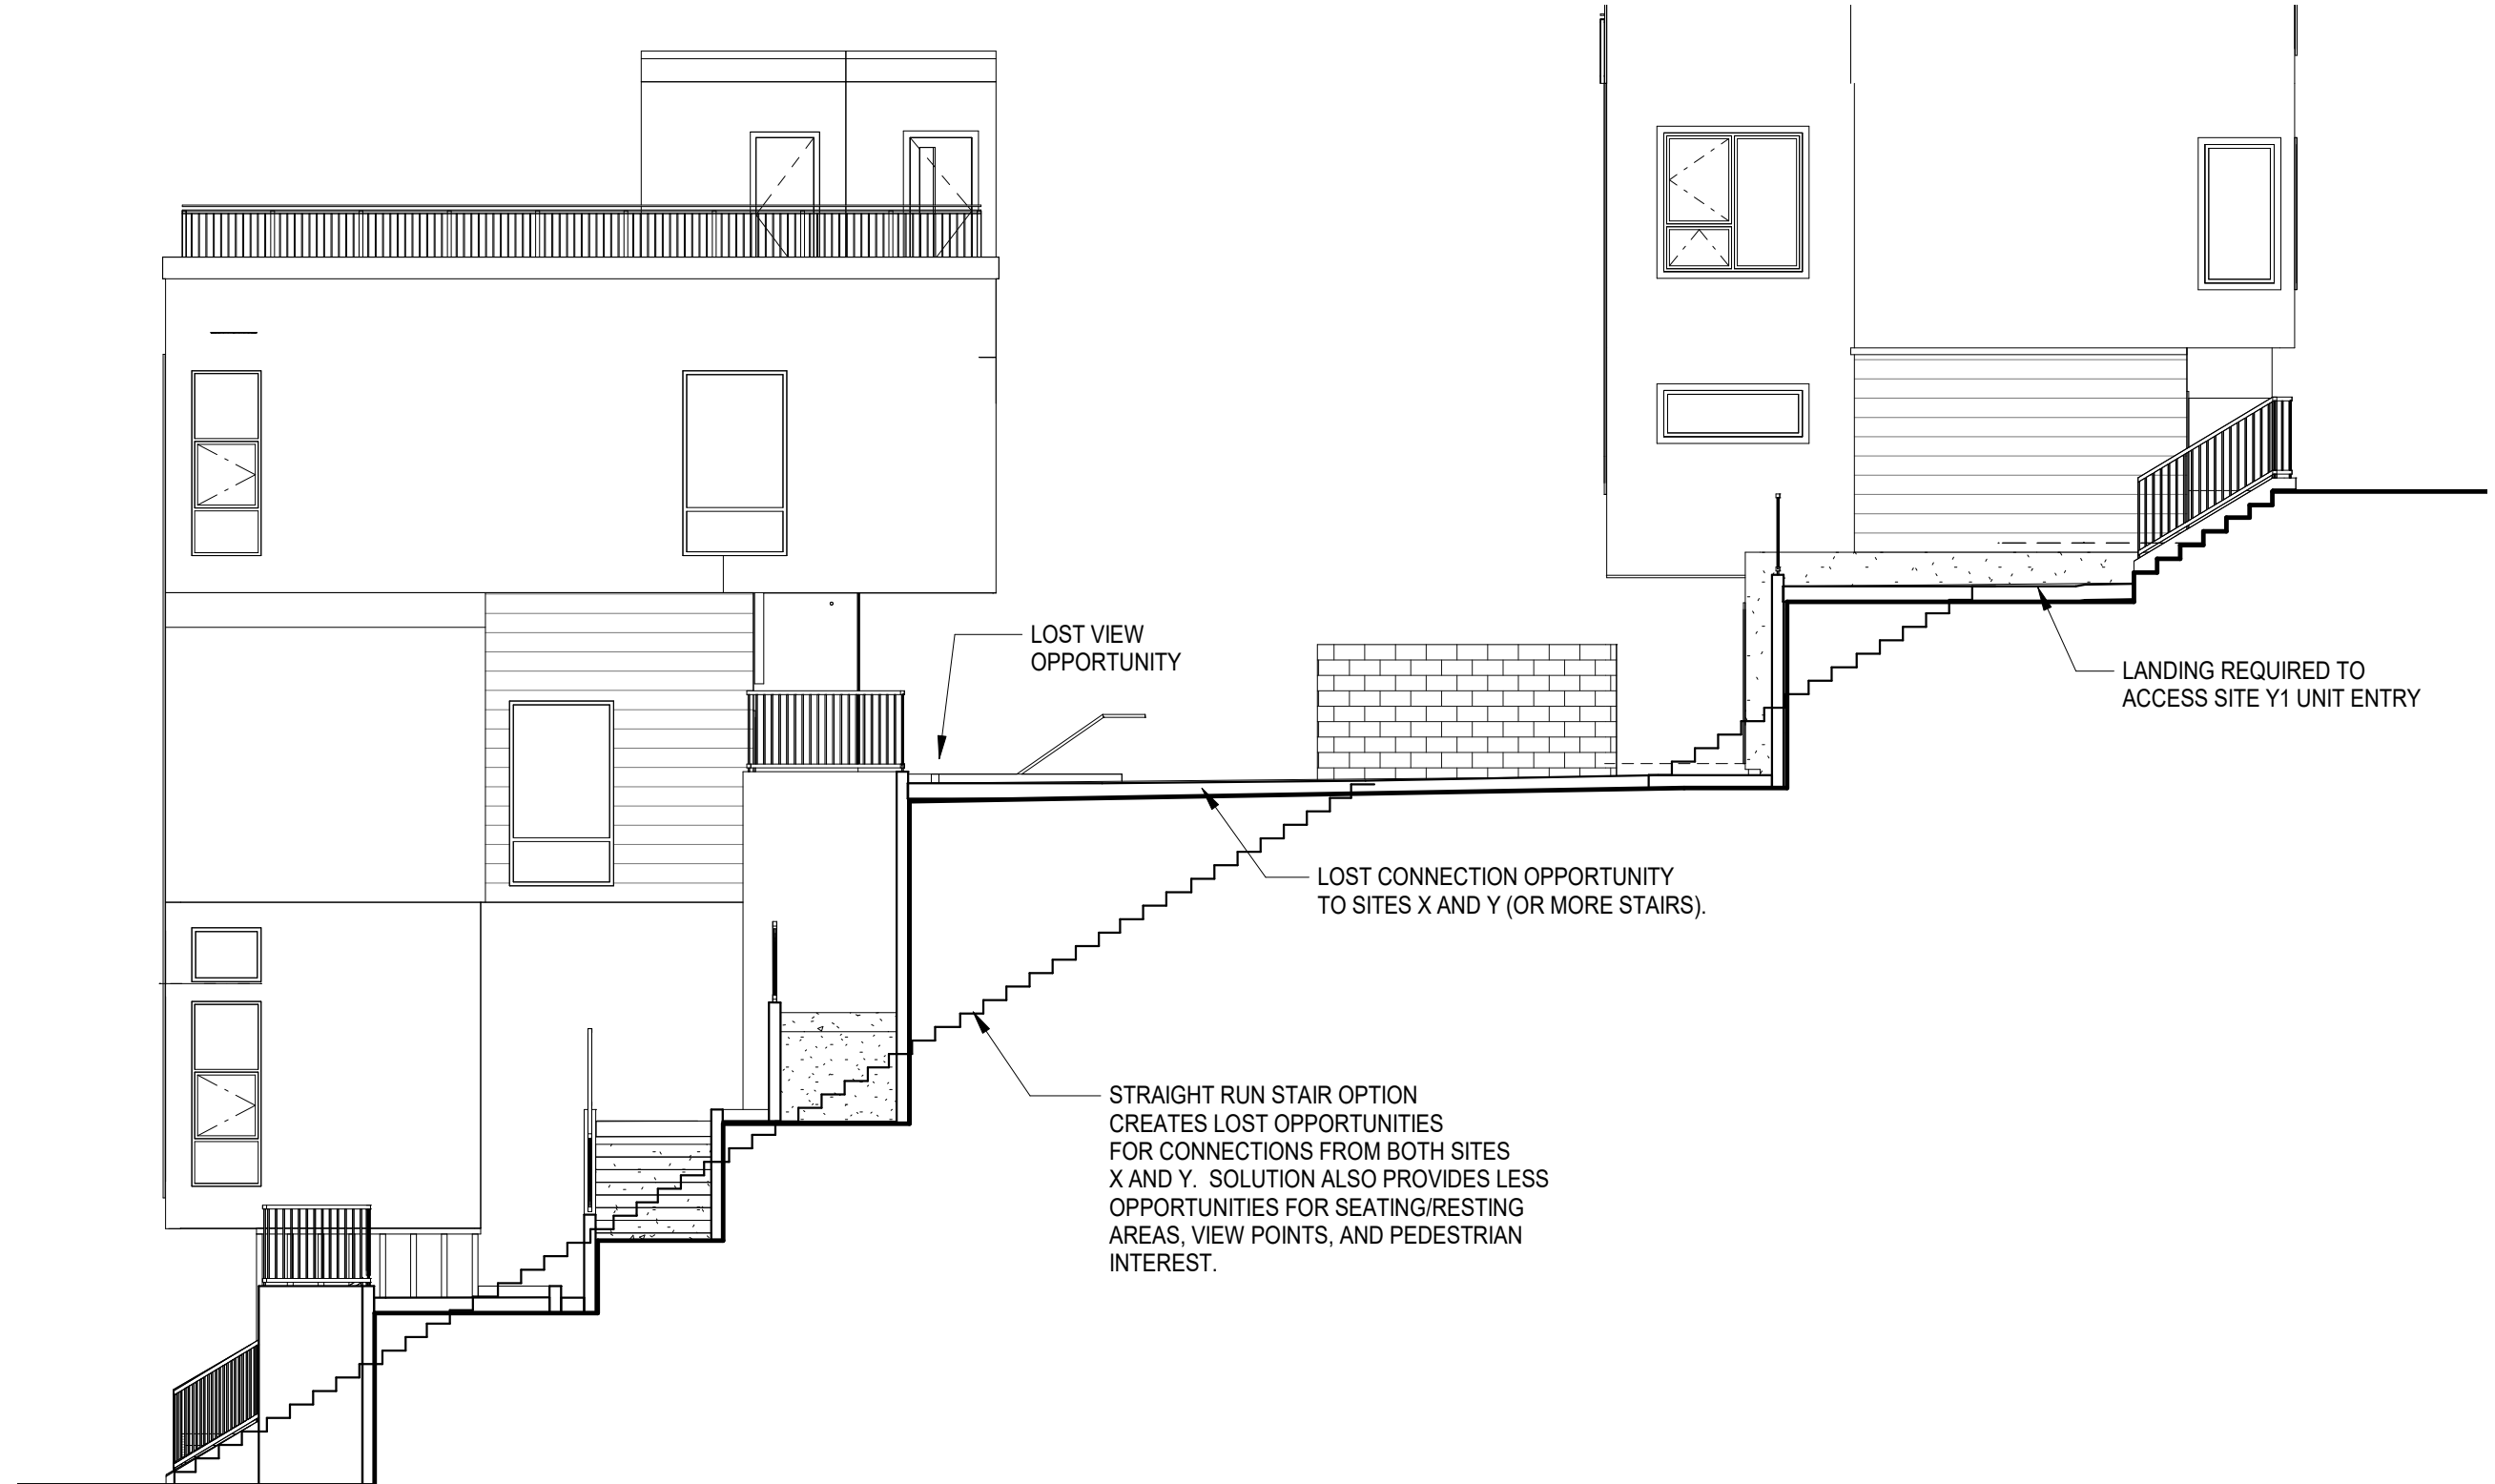 LOST VIEW
OPPORTUNITY
LANDING REQUIRED TO
ACCESS SITE Y1 UNIT ENTRY
LOST CONNECTION OPPORTUNITY
TO SITES X AND Y (OR MORE STAIRS).
STRAIGHT RUN STAIR OPTION
CREATES LOST OPPORTUNITIES
FOR CONNECTIONS FROM BOTH SITES
X AND Y.  SOLUTION ALSO PROVIDES LESS
OPPORTUNITIES FOR SEATING/RESTING
AREAS, VIEW POINTS, AND PEDESTRIAN
INTEREST.